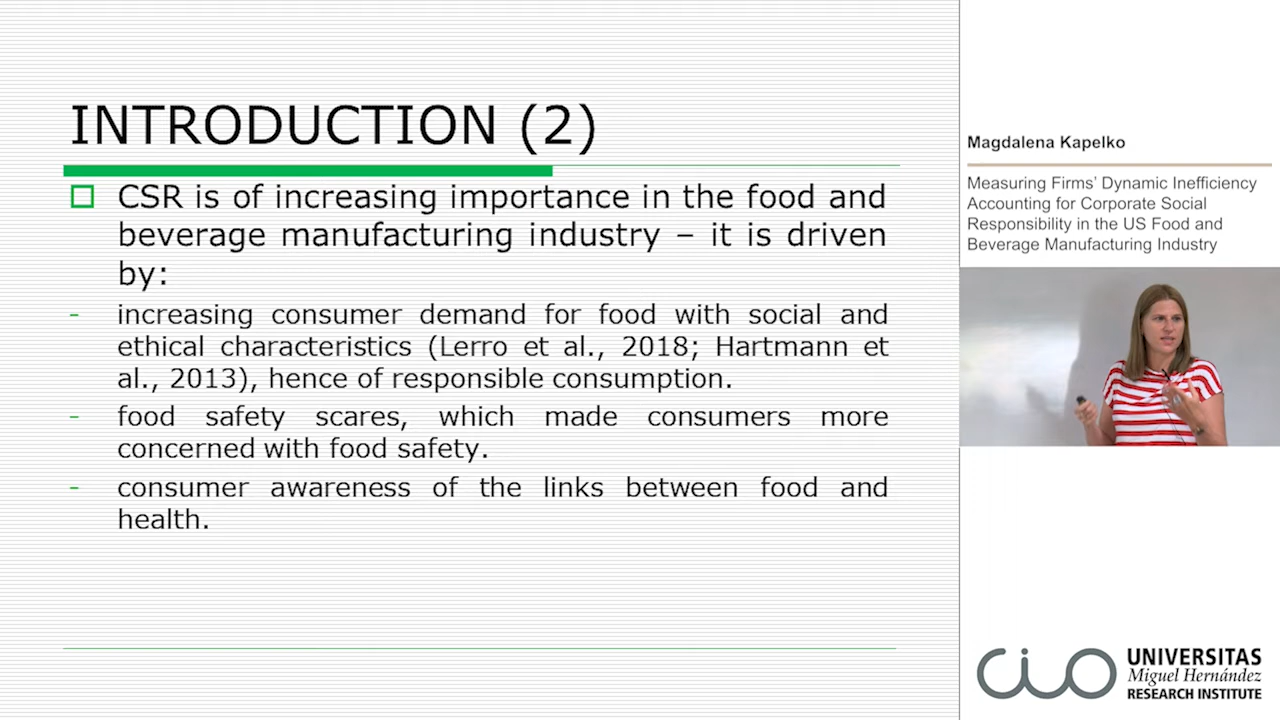 INTRODUCTION (2)
CSR is of increasing importance in the food and
beverage manufacturing industry – it is driven
by:
- increasing consumer demand for food with social and
ethical characteristics (Lerro et al., 2018; Hartmann et
al., 2013), hence of responsible consumption.
- food safety scares, which made consumers more
concerned with food safety.
- consumer awareness of the links between food and
health.
Magdalena Kapelko
Measuring Firms' Dynamic Inefficiency
Accounting for Corporate Social
Responsibility in the US Food and
Beverage Manufacturing Industry
cio
UNIVERSITAS
Miguel Hernández
RESEARCH INSTITUTE